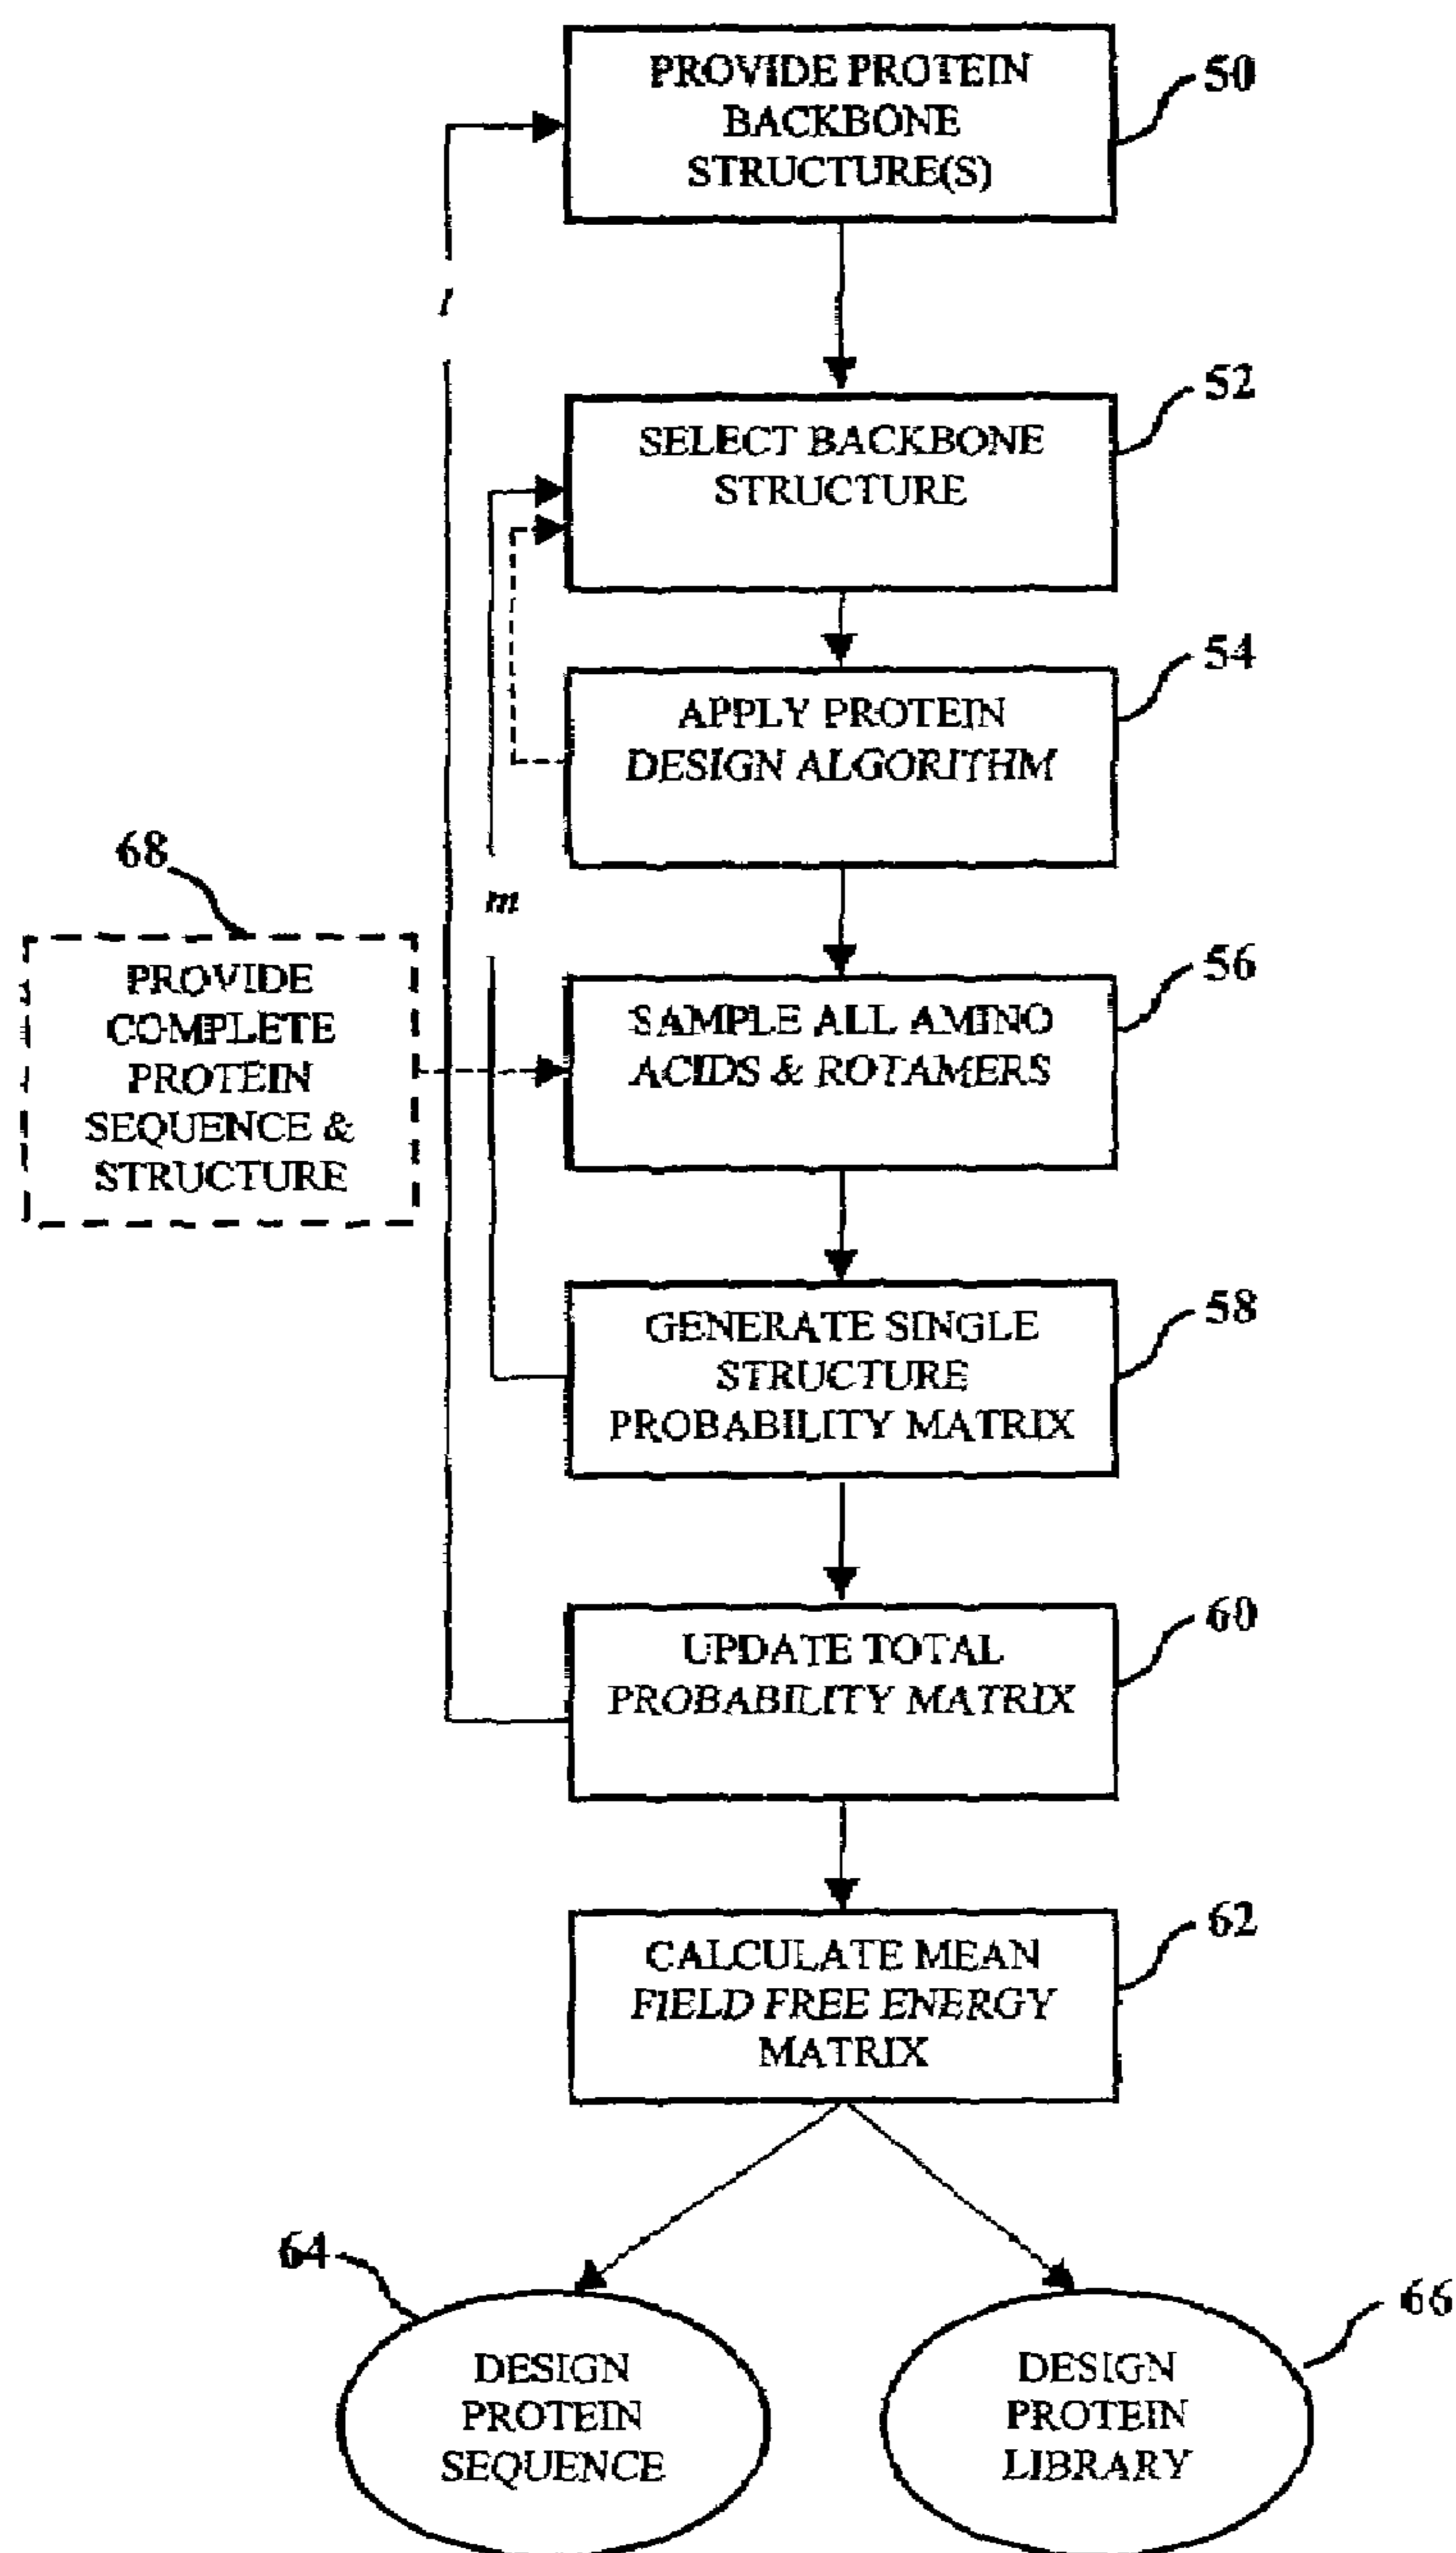 PROVIDE PROTEIN
BACKBONE
STRUCTURE(S)
50
l
SELECT BACKBONE
STRUCTURE
52
APPLY PROTEIN
DESIGN ALGORITHM
54
68
m
PROVIDE
COMPLETE
PROTEIN
SEQUENCE &
STRUCTURE
SAMPLE ALL AMINO
ACIDS & ROTAMERS
56
GENERATE SINGLE
STRUCTURE
PROBABILITY MATRIX
58
UPDATE TOTAL
PROBABILITY MATRIX
60
CALCULATE MEAN
FIELD FREE ENERGY
MATRIX
62
64
DESIGN
PROTEIN
SEQUENCE
66
DESIGN
PROTEIN
LIBRARY